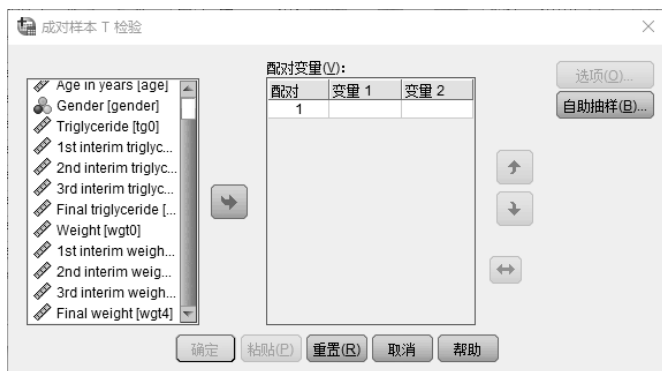 成对样本 T 检验
配对变量(V):
Age in years [age]
Gender [gender]
Triglyceride [tg0]
1st interim triglyc...
2nd interim triglyc...
3rd interim triglyc...
Final triglyceride [...
Weight [wgt0]
1st interim weigh...
2nd interim weig...
3rd interim weigh...
Final weight [wgt4]
配对 变量 1 变量 2
1
选项(O)...
自助抽样(B)...
确定 粘贴(P) 重置(R) 取消 帮助